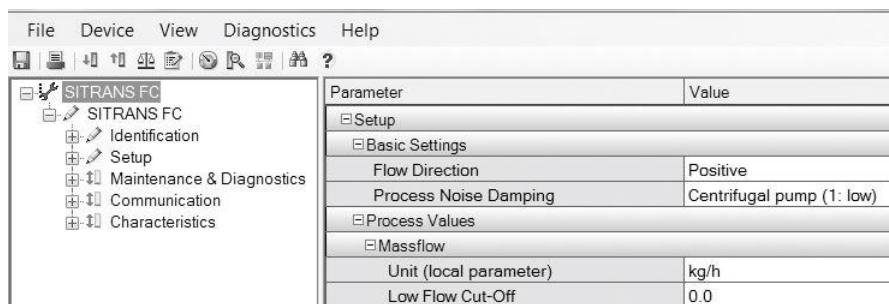 File Device View Diagnostics Help
?
SITRANS FC
SITRANS FC
Identification
Setup
Maintenance & Diagnostics
Communication
Characteristics
Parameter Value
Setup
Basic Settings
Flow Direction Positive
Process Noise Damping Centrifugal pump (1: low)
Process Values
Massflow
Unit (local parameter) kg/h
Low Flow Cut-Off 0.0